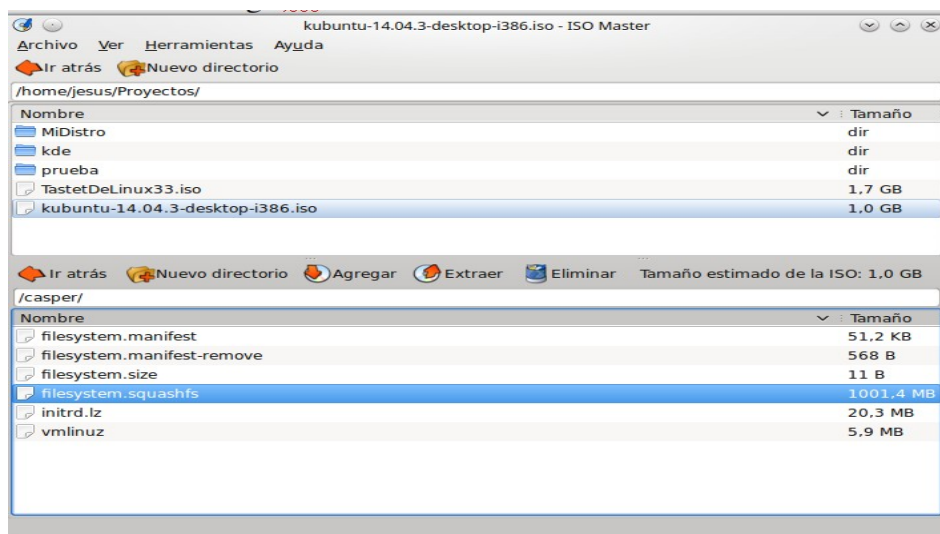 kubuntu-14.04.3-desktop-i386.iso - ISO Master
Archivo Ver Herramientas Ayuda
Ir atrás Nuevo directorio
/home/jesus/Proyectos/
Nombre Tamaño
MiDistro dir
kde dir
prueba dir
TastetDeLinux33.iso 1,7 GB
kubuntu-14.04.3-desktop-i386.iso 1,0 GB
Ir atrás Nuevo directorio Agregar Extraer Eliminar Tamaño estimado de la ISO: 1,0 GB
/casper/
Nombre Tamaño
filesystem.manifest 51,2 KB
filesystem.manifest-remove 568 B
filesystem.size 11 B
filesystem.squashfs 1001,4 MB
initrd.lz 20,3 MB
vmlinuz 5,9 MB